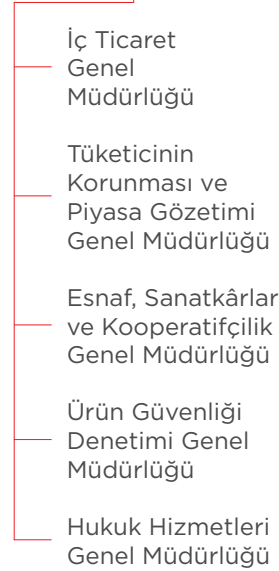 İç Ticaret
Genel
Müdürlüğü
Tüketicinin
Korunması ve
Piyasa Gözetimi
Genel Müdürlüğü
Esnaf, Sanatkârlar
ve Kooperatifçilik
Genel Müdürlüğü
Ürün Güvenliği
Denetimi Genel
Müdürlüğü
Hukuk Hizmetleri
Genel Müdürlüğü